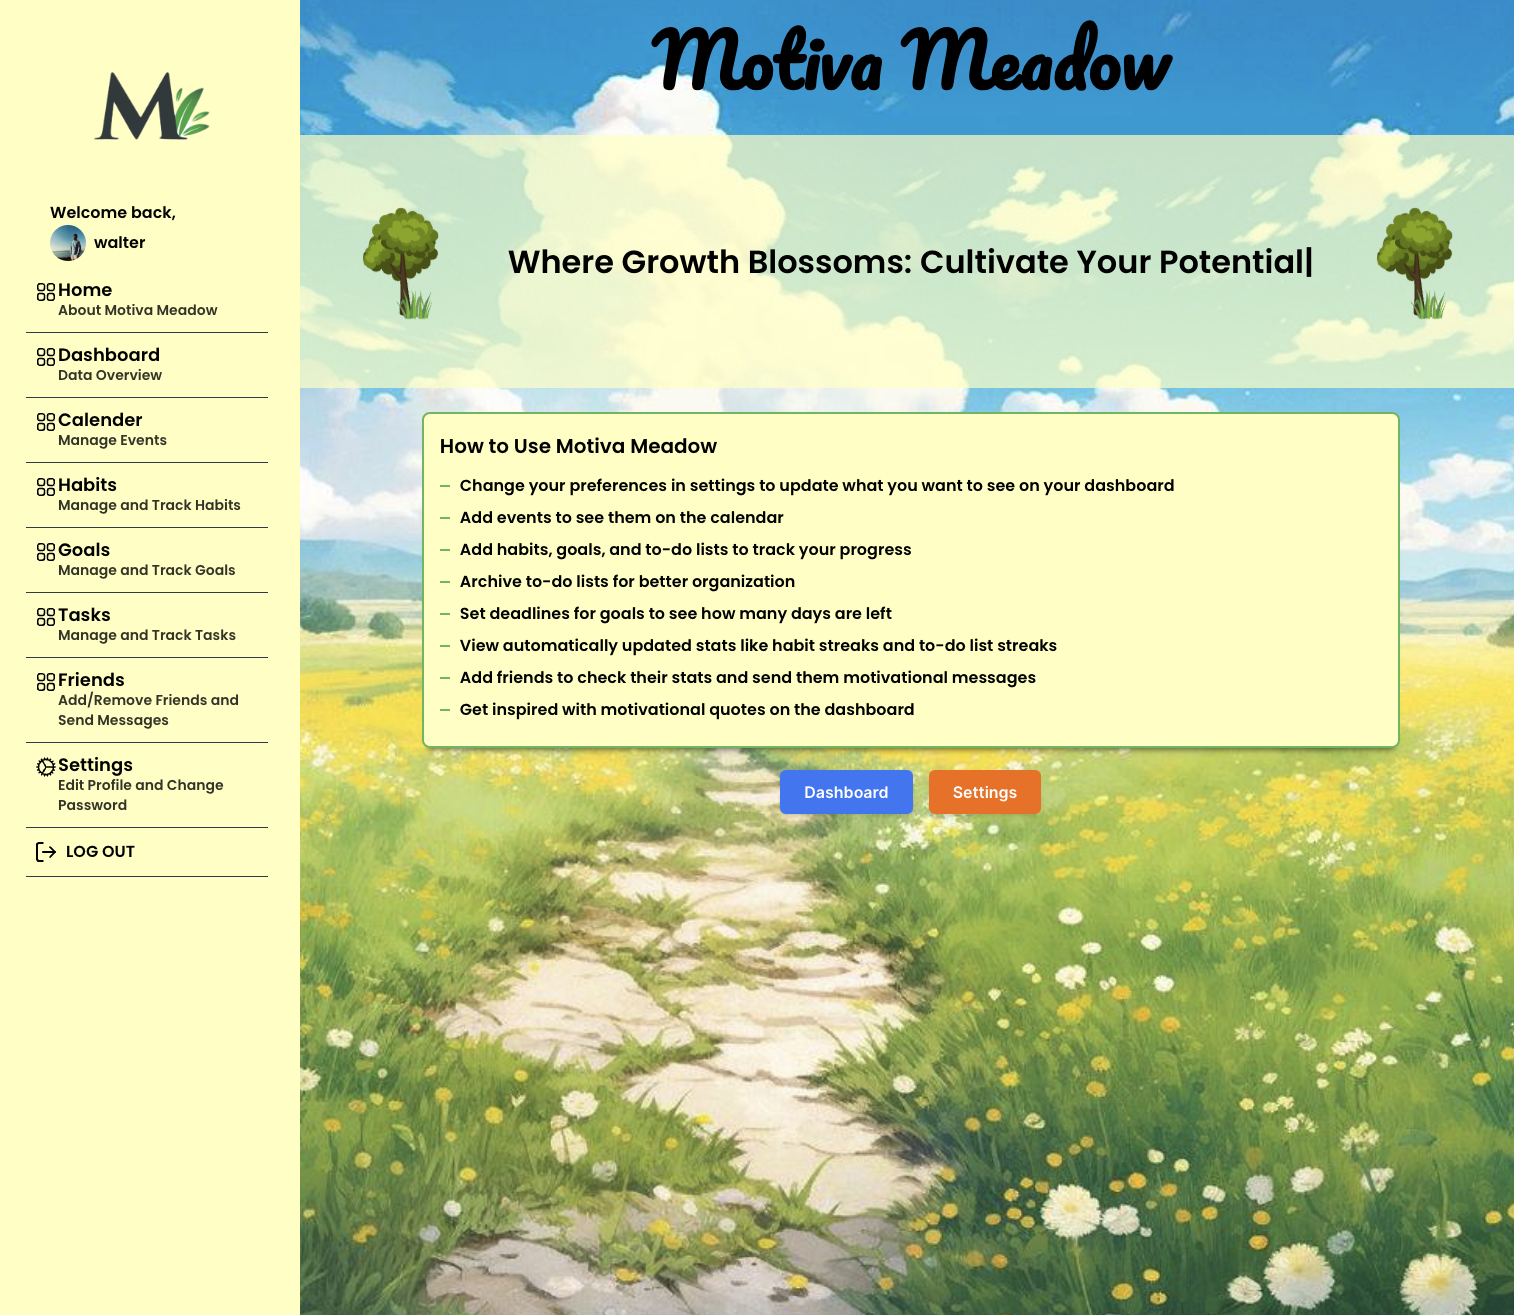 M
Welcome back,
walter
Home
About Motiva Meadow
Dashboard
Data Overview
Calender
Manage Events
Habits
Manage and Track Habits
Goals
Manage and Track Goals
Tasks
Manage and Track Tasks
Friends
Add/Remove Friends and
Send Messages
Settings
Edit Profile and Change
Password
LOG OUT
Motiva Meadow
Where Growth Blossoms: Cultivate Your Potential|
How to Use Motiva Meadow
– Change your preferences in settings to update what you want to see on your dashboard
– Add events to see them on the calendar
– Add habits, goals, and to-do lists to track your progress
– Archive to-do lists for better organization
– Set deadlines for goals to see how many days are left
– View automatically updated stats like habit streaks and to-do list streaks
– Add friends to check their stats and send them motivational messages
– Get inspired with motivational quotes on the dashboard
Dashboard
Settings